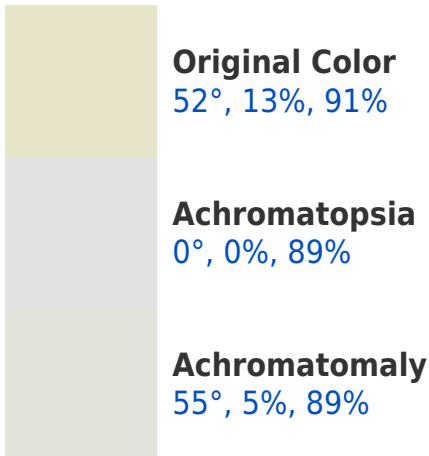 Original Color
52°, 13%, 91%
Achromatopsia
0°, 0%, 89%
Achromatomaly
55°, 5%, 89%